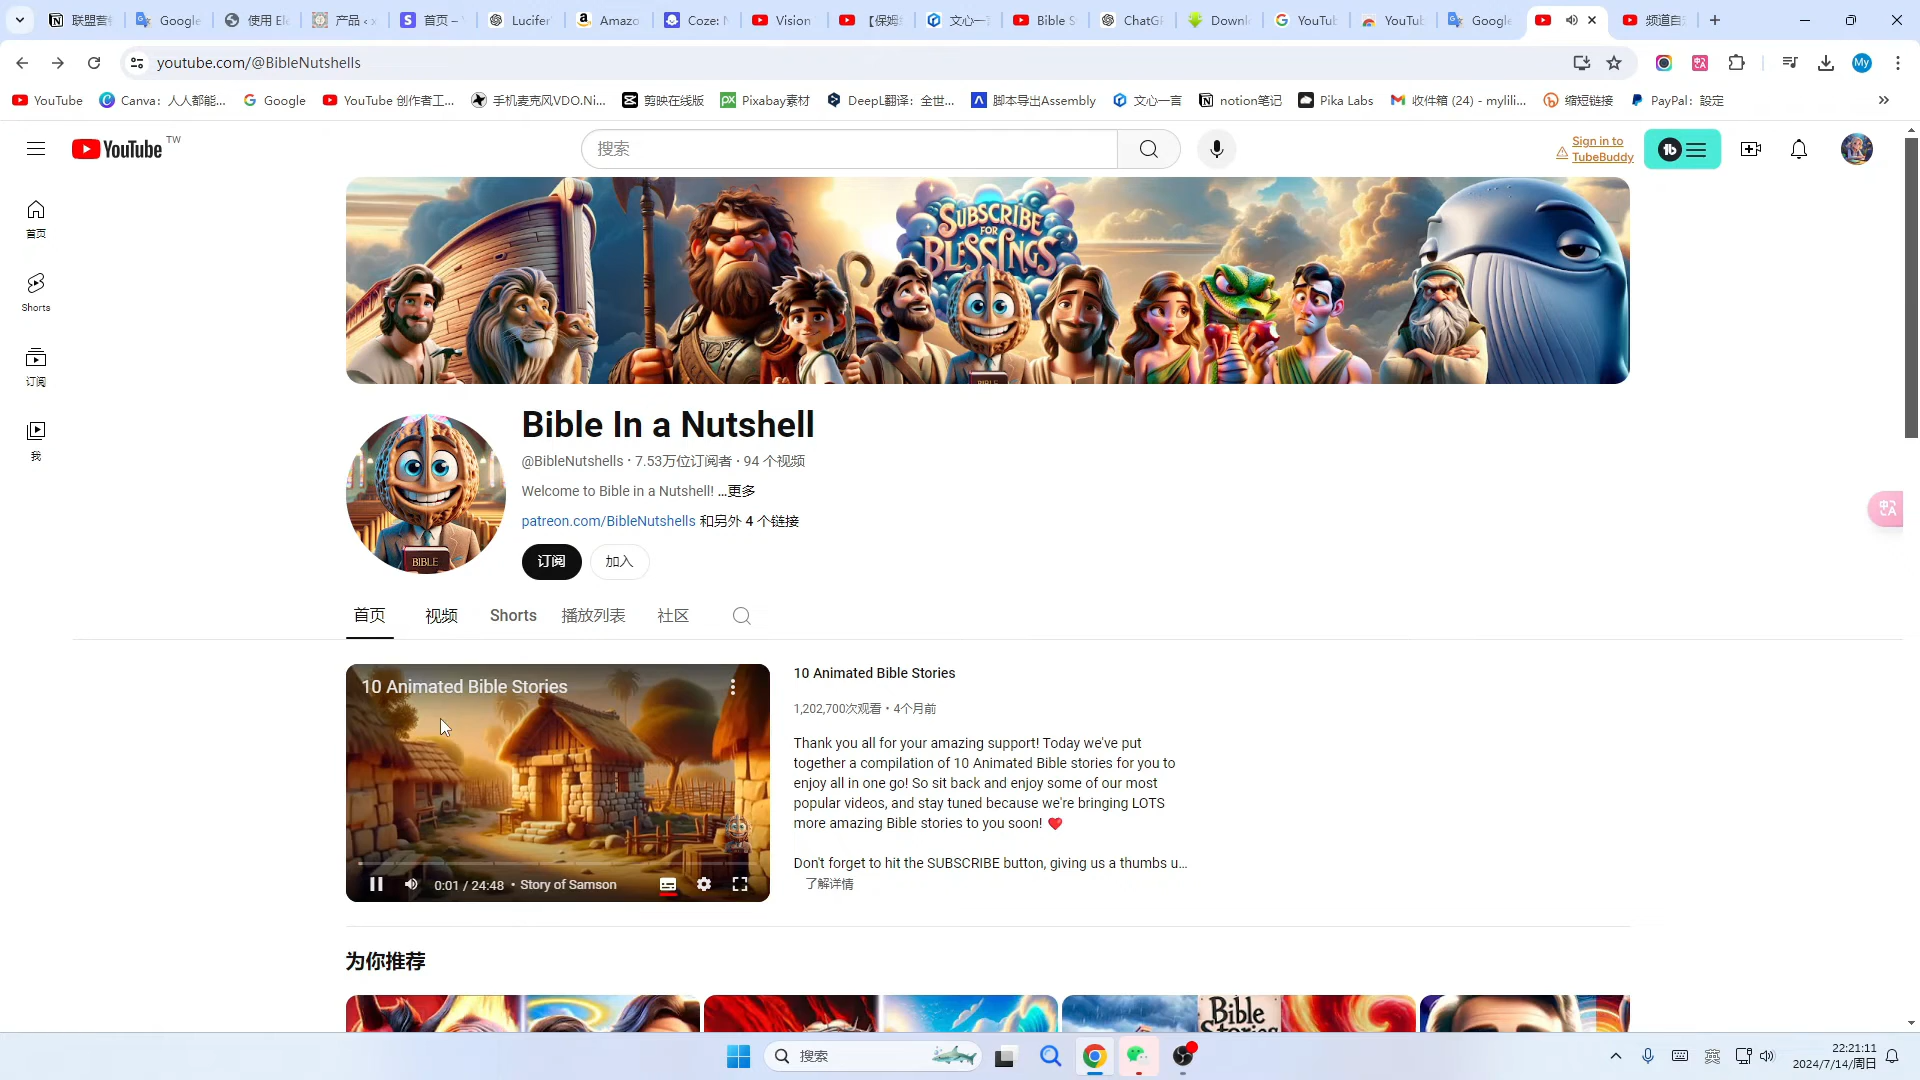 联盟营
Google
使用 Ele
产品 ‹ x
首页 –
Lucifer
Amazo
Coze: N
Vision
【保姆
文心一言
Bible S
ChatGP
Downl
YouTub
YouTub
Google
频道自
youtube.com/@BibleNutshells
My
YouTube
Canva：人人都能...
Google
YouTube 创作者工...
手机麦克风VDO.Ni...
剪映在线版
Pixabay素材
DeepL翻译：全世...
脚本导出Assembly
文心一言
notion笔记
Pika Labs
收件箱 (24) - mylili...
缩短链接
PayPal：設定
YouTube TW
搜索
Sign in to
TubeBuddy
首页
Shorts
订阅
我
SUBSCRIBE
FOR
BLESSINGS
BIBLE
BIBLE
Bible In a Nutshell
@BibleNutshells · 7.53万位订阅者 · 94 个视频
Welcome to Bible in a Nutshell! ...更多
patreon.com/BibleNutshells 和另外 4 个链接
订阅
加入
首页
视频
Shorts
播放列表
社区
10 Animated Bible Stories
0:01 / 24:48 • Story of Samson
10 Animated Bible Stories
1,202,700次观看 • 4个月前
Thank you all for your amazing support! Today we've put
together a compilation of 10 Animated Bible stories for you to
enjoy all in one go! So sit back and enjoy some of our most
popular videos, and stay tuned because we're bringing LOTS
more amazing Bible stories to you soon! ❤️
Don't forget to hit the SUBSCRIBE button, giving us a thumbs u...
了解详情
为你推荐
Bible
Stories
搜索
英
22:21:11
2024/7/14/周日